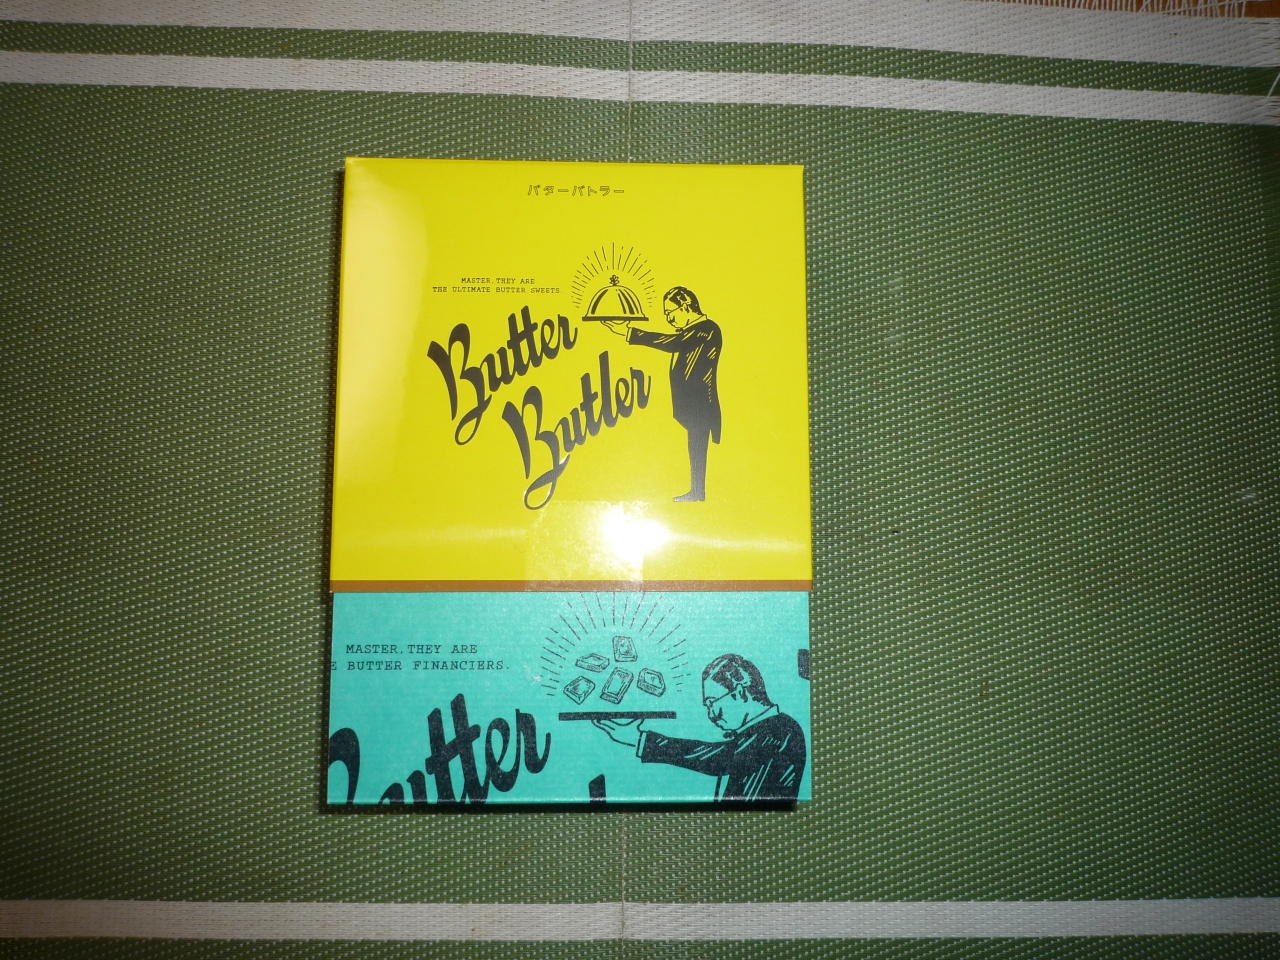 バターバトラー
MASTER, THEY ARE
THE ULTIMATE BUTTER SWEETS.
Butter
Butler
MASTER, THEY ARE
BUTTER FINANCIERS.
Butter